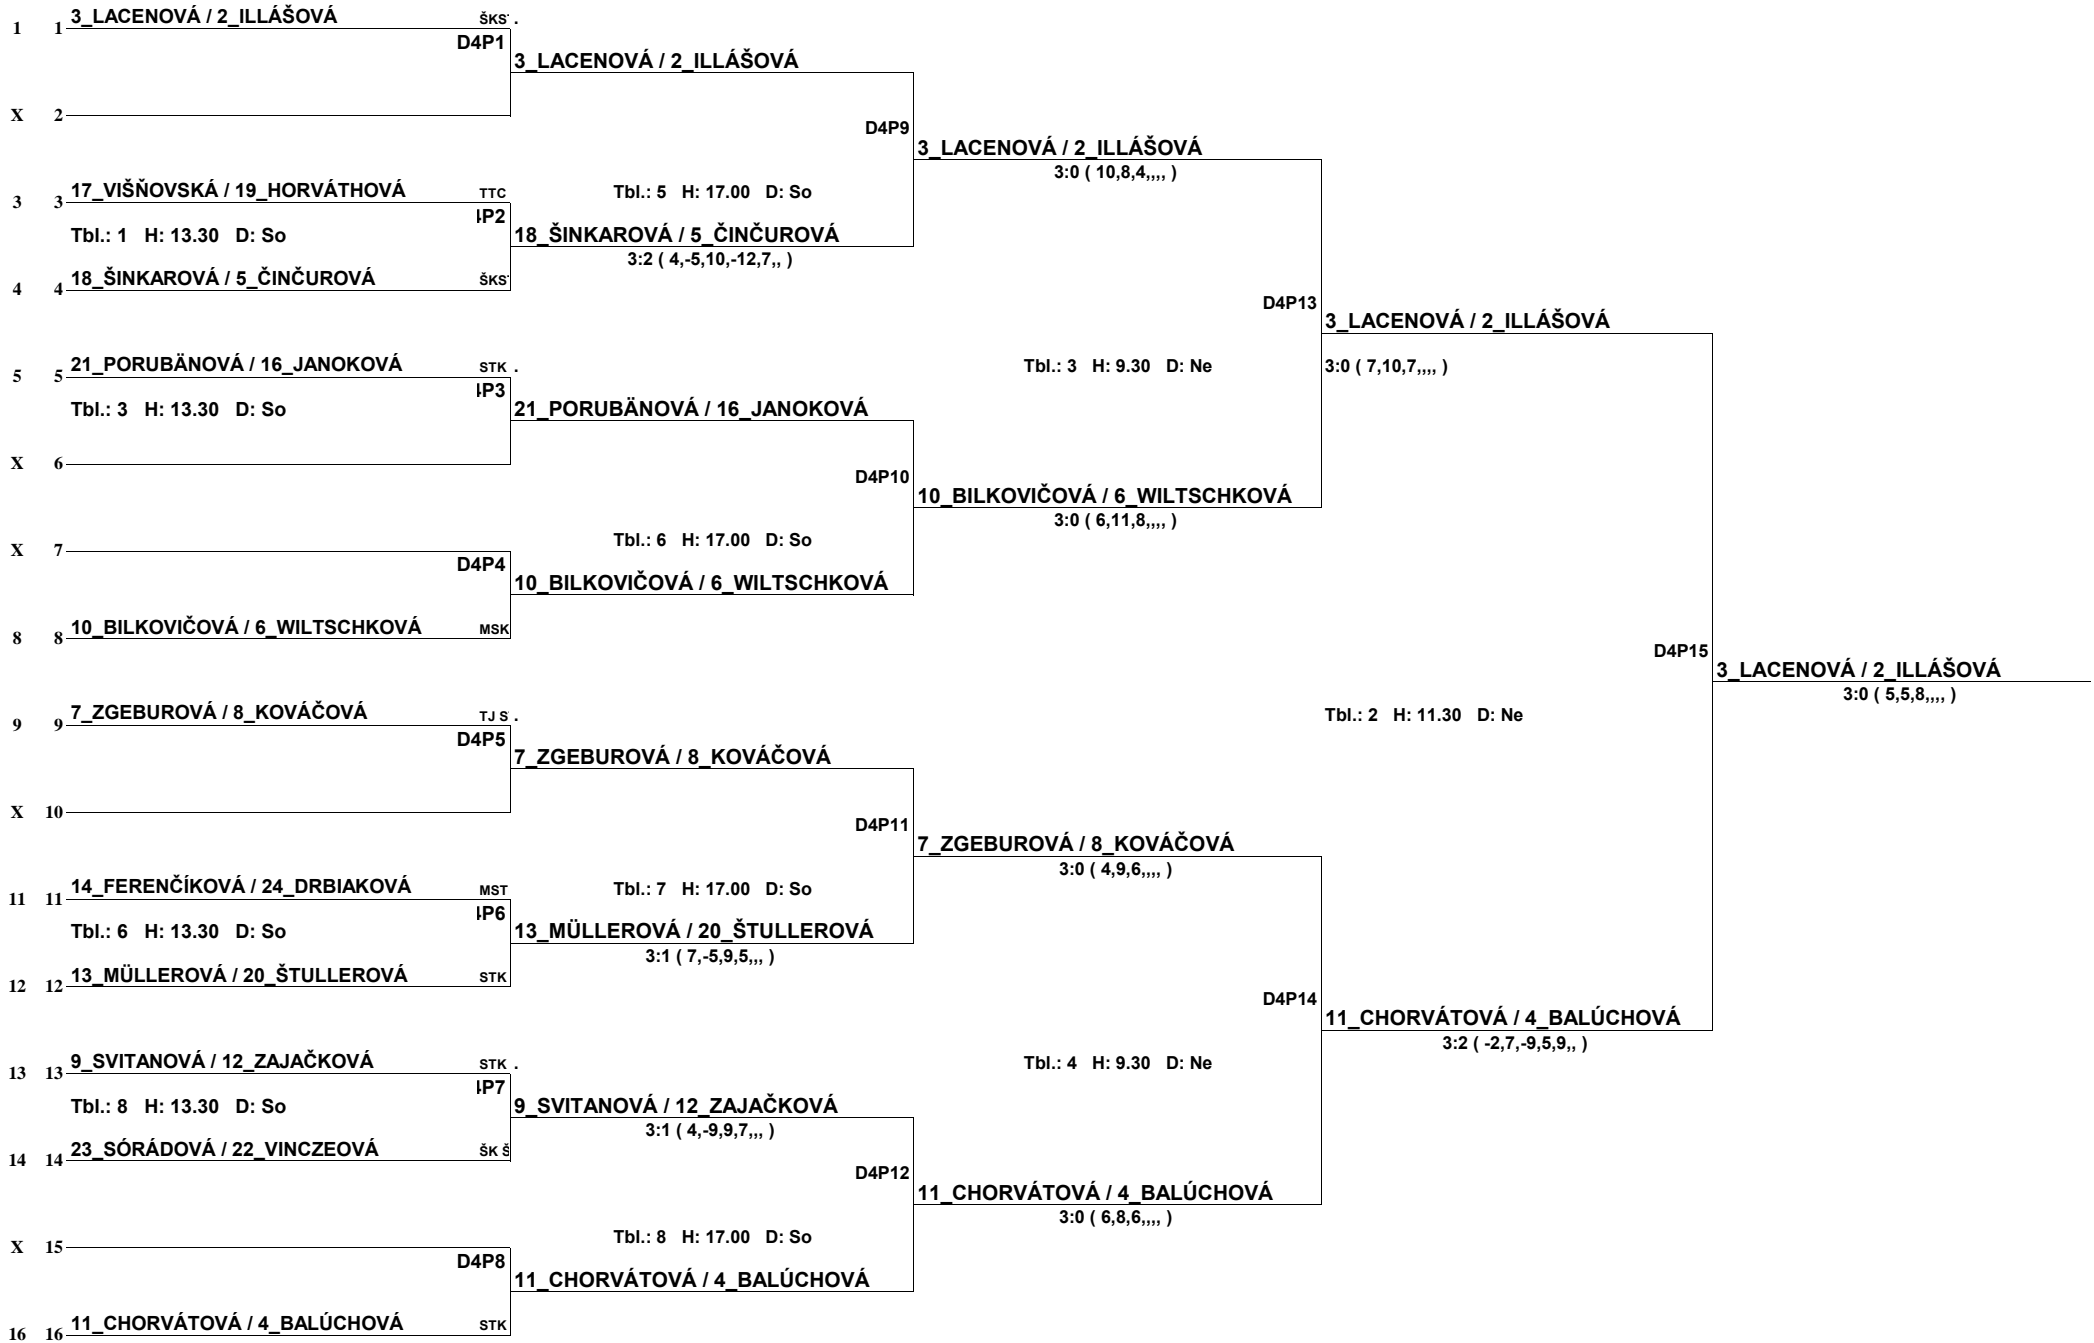 1 1 3_LACENOVÁ / 2_ILLÁŠOVÁ ŠKS .
D4P1
3_LACENOVÁ / 2_ILLÁŠOVÁ
X 2
D4P9
3_LACENOVÁ / 2_ILLÁŠOVÁ
3:0 ( 10,8,4,,,, )
3 3 17_VIŠŇOVSKÁ / 19_HORVÁTHOVÁ TTC
Tbl.: 5 H: 17.00 D: So
4P2
Tbl.: 1 H: 13.30 D: So
18_ŠINKAROVÁ / 5_ČINČUROVÁ
3:2 ( 4,-5,10,-12,7,, )
4 4 18_ŠINKAROVÁ / 5_ČINČUROVÁ ŠKS
D4P13
3_LACENOVÁ / 2_ILLÁŠOVÁ
3:0 ( 7,10,7,,,, )
5 5 21_PORUBÄNOVÁ / 16_JANOKOVÁ STK .
Tbl.: 3 H: 9.30 D: Ne
4P3
Tbl.: 3 H: 13.30 D: So
21_PORUBÄNOVÁ / 16_JANOKOVÁ
X 6
D4P10
10_BILKOVIČOVÁ / 6_WILTSCHKOVÁ
3:0 ( 6,11,8,,,, )
Tbl.: 6 H: 17.00 D: So
X 7
D4P4
10_BILKOVIČOVÁ / 6_WILTSCHKOVÁ
8 8 10_BILKOVIČOVÁ / 6_WILTSCHKOVÁ MSK
D4P15
3_LACENOVÁ / 2_ILLÁŠOVÁ
3:0 ( 5,5,8,,,, )
9 9 7_ZGEBUROVÁ / 8_KOVÁČOVÁ TJ S .
Tbl.: 2 H: 11.30 D: Ne
D4P5
7_ZGEBUROVÁ / 8_KOVÁČOVÁ
X 10
D4P11
7_ZGEBUROVÁ / 8_KOVÁČOVÁ
3:0 ( 4,9,6,,,, )
11 11 14_FERENČÍKOVÁ / 24_DRBIAKOVÁ MST
Tbl.: 7 H: 17.00 D: So
4P6
Tbl.: 6 H: 13.30 D: So
13_MÜLLEROVÁ / 20_ŠTULLEROVÁ
3:1 ( 7,-5,9,5,,, )
12 12 13_MÜLLEROVÁ / 20_ŠTULLEROVÁ STK
D4P14
11_CHORVÁTOVÁ / 4_BALÚCHOVÁ
3:2 ( -2,7,-9,5,9,, )
13 13 9_SVITANOVÁ / 12_ZAJAČKOVÁ STK .
Tbl.: 4 H: 9.30 D: Ne
4P7
Tbl.: 8 H: 13.30 D: So
9_SVITANOVÁ / 12_ZAJAČKOVÁ
3:1 ( 4,-9,9,7,,, )
14 14 23_SÓRÁDOVÁ / 22_VINCZEOVÁ ŠK Š
D4P12
11_CHORVÁTOVÁ / 4_BALÚCHOVÁ
3:0 ( 6,8,6,,,, )
Tbl.: 8 H: 17.00 D: So
X 15
D4P8
11_CHORVÁTOVÁ / 4_BALÚCHOVÁ
16 16 11_CHORVÁTOVÁ / 4_BALÚCHOVÁ STK